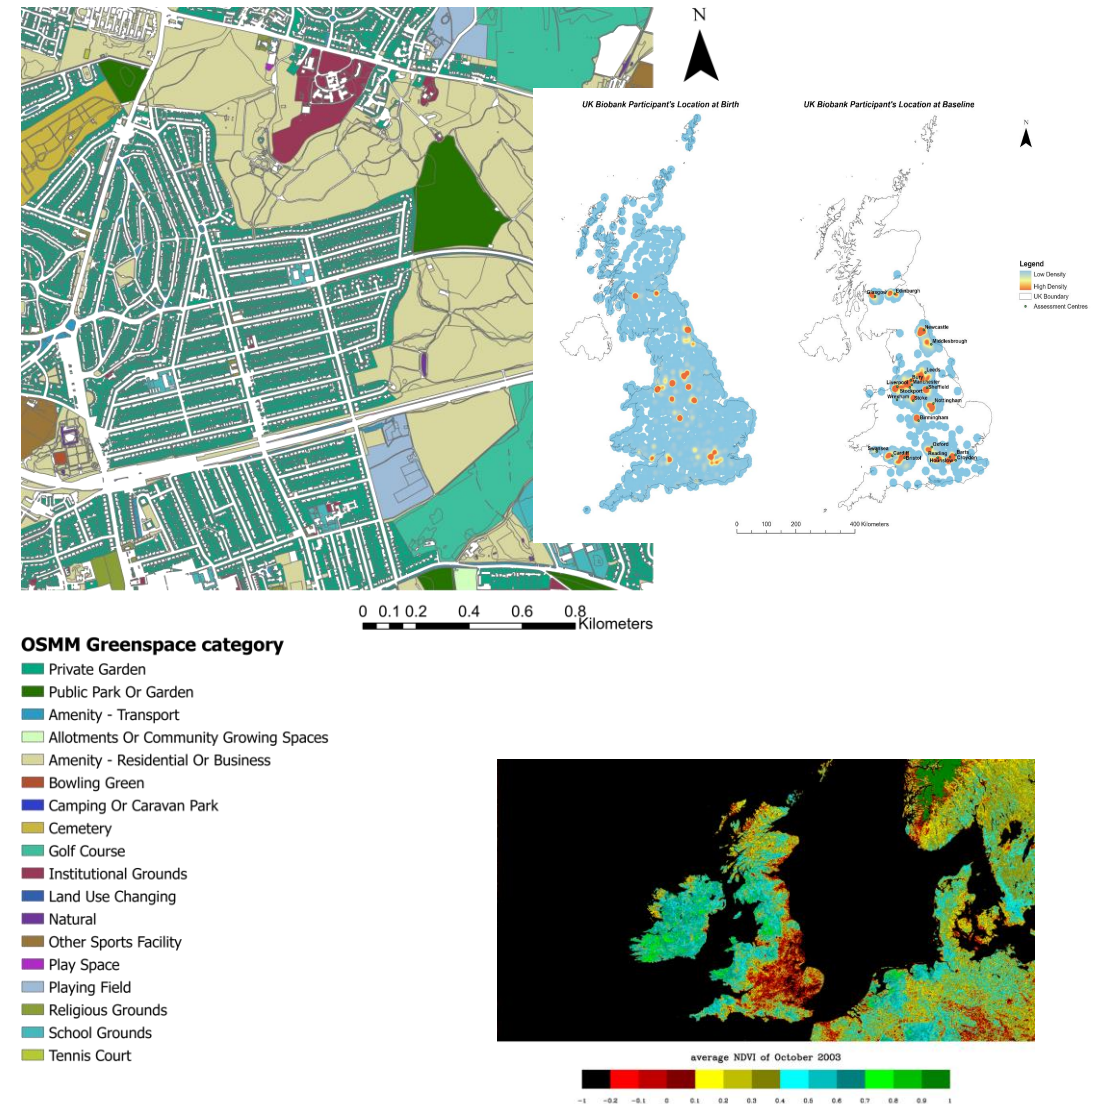 N
UK Biobank Participant's Location at Birth
UK Biobank Participant's Location at Baseline
N
Legend
Low Density
High Density
UK Boundary
Assessment Centres
Glasgow
Edinburgh
Newcastle
Middlesbrough
Leeds
Bury
Liverpool
Manchester
Sheffield
Stockport
Wrexham
Stoke
Nottingham
Birmingham
Swansea
Cardiff
Bristol
Oxford
Reading
Barts
Hounslow
Croydon
0 100 200 400 Kilometers
0 0.1 0.2 0.4 0.6 0.8
Kilometers
OSMM Greenspace category
Private Garden
Public Park Or Garden
Amenity - Transport
Allotments Or Community Growing Spaces
Amenity - Residential Or Business
Bowling Green
Camping Or Caravan Park
Cemetery
Golf Course
Institutional Grounds
Land Use Changing
Natural
Other Sports Facility
Play Space
Playing Field
Religious Grounds
School Grounds
Tennis Court
average NDVI of October 2003
-1 -0.2 -0.1 0 0.1 0.2 0.3 0.4 0.5 0.6 0.7 0.8 0.9 1